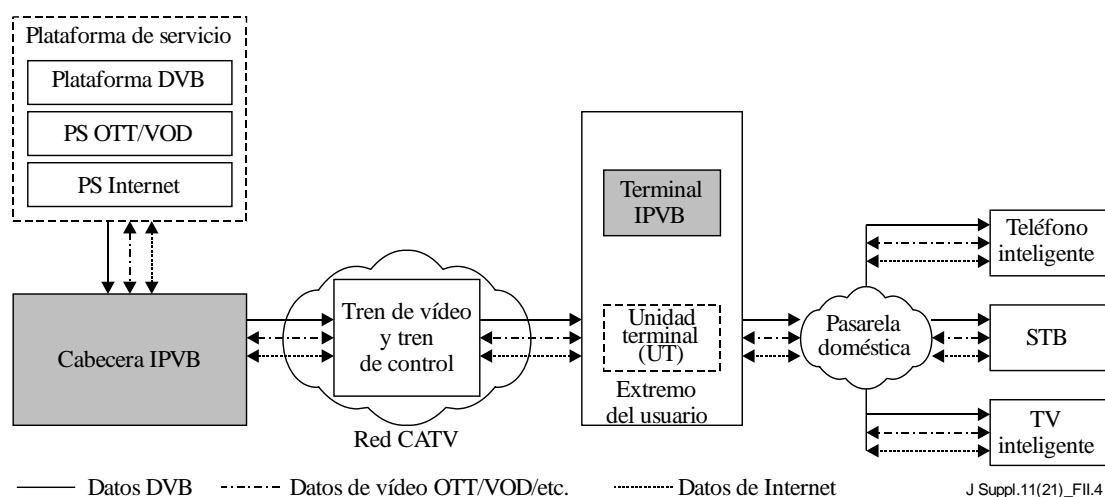 Plataforma de servicio
Plataforma DVB
PS OTT/VOD
PS Internet
Cabecera IPVB
Tren de vídeo
y tren
de control
Red CATV
Terminal
IPVB
Unidad
terminal
(UT)
Extremo
del usuario
Pasarela
doméstica
Teléfono
inteligente
STB
TV
inteligente
Datos DVB
Datos de vídeo OTT/VOD/etc.
Datos de Internet
J Suppl.11(21)_FII.4